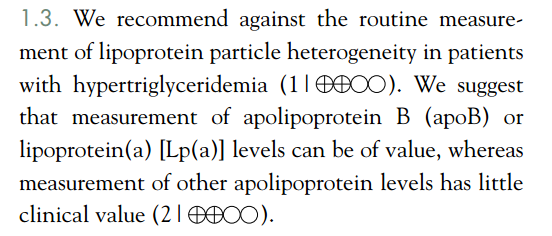 1.3. We recommend against the routine measure-
ment of lipoprotein particle heterogeneity in patients
with hypertriglyceridemia (1|⊕⊕○○). We suggest
that measurement of apolipoprotein B (apoB) or
lipoprotein(a) [Lp(a)] levels can be of value, whereas
measurement of other apolipoprotein levels has little
clinical value (2|⊕⊕○○).